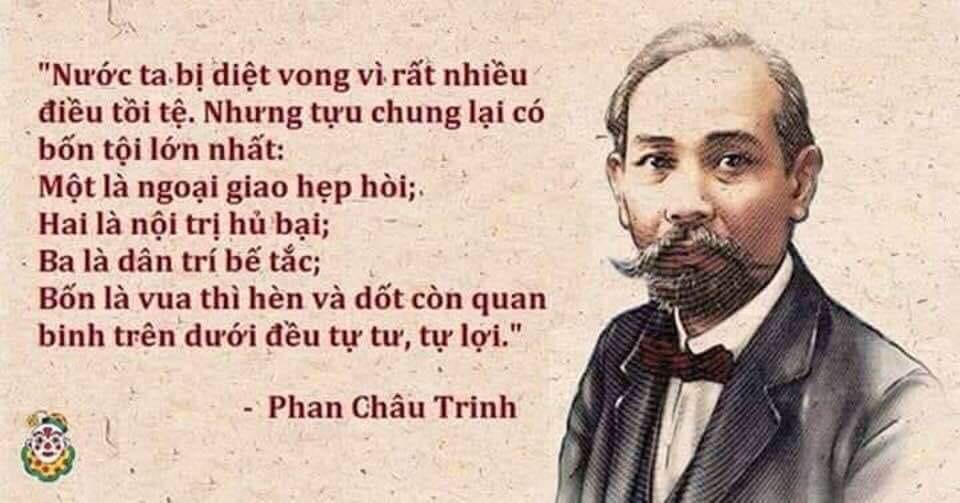 "Nước ta bị diệt vong vì rất nhiều
điều tồi tệ. Nhưng tựu chung lại có
bốn tội lớn nhất:
Một là ngoại giao hẹp hòi;
Hai là nội trị hủ bại;
Ba là dân trí bế tắc;
Bốn là vua thì hèn và dốt còn quan
binh trên dưới đều tự tư, tự lợi."
- Phan Châu Trinh